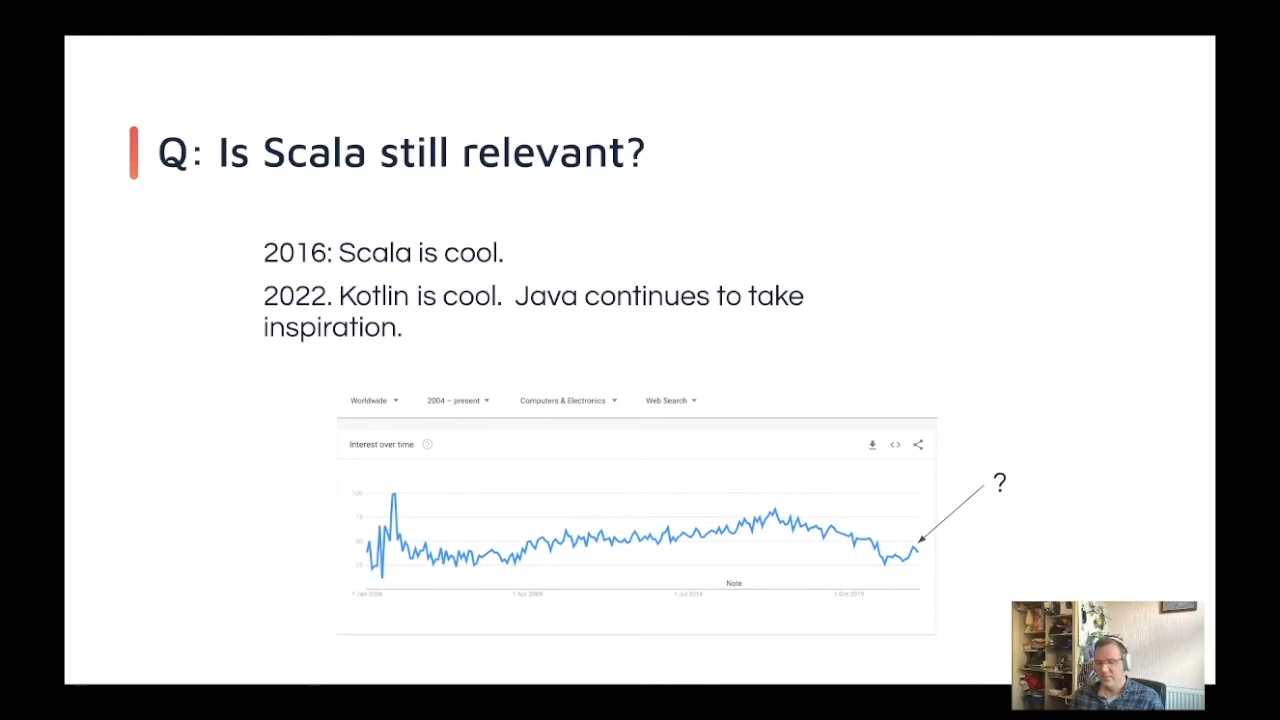 Q: Is Scala still relevant?
2016: Scala is cool.
2022. Kotlin is cool. Java continues to take
inspiration.
Worldwide 2004 – present Computers & Electronics Web Search
Interest over time ?
100
75
50
25
Note
1 Jan 2004 1 Apr 2009 1 Jul 2014 1 Oct 2019
?